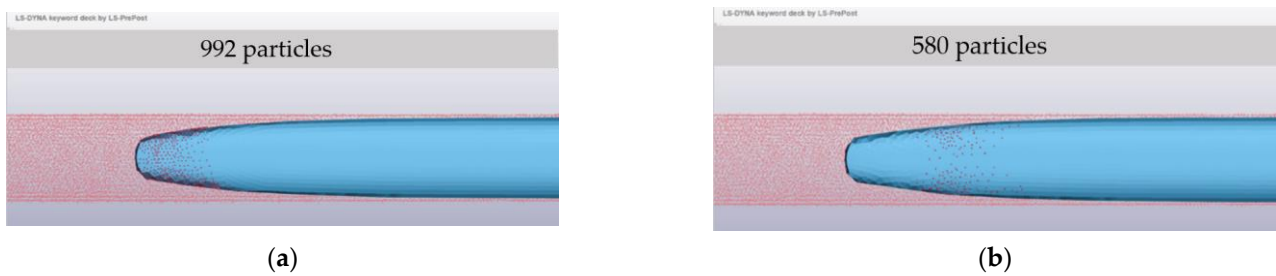 LS-DYNA keyword deck by LS-PrePost
992 particles
(a)
LS-DYNA keyword deck by LS-PrePost
580 particles
(b)